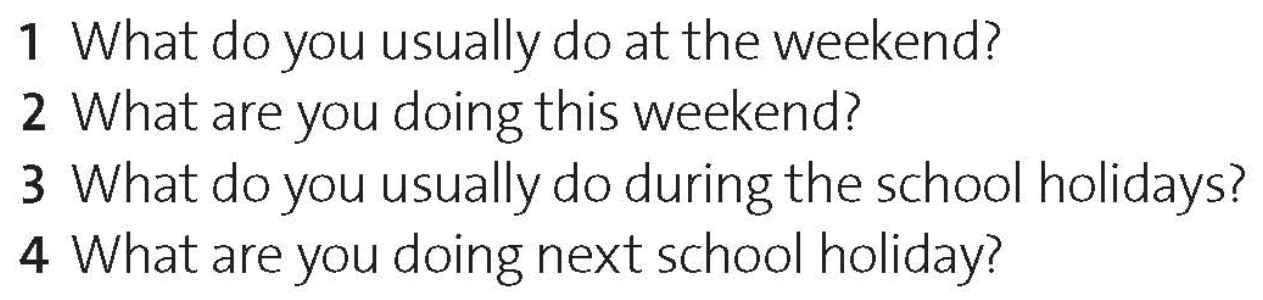 1 What do you usually do at the weekend?
2 What are you doing this weekend?
3 What do you usually do during the school holidays?
4 What are you doing next school holiday?